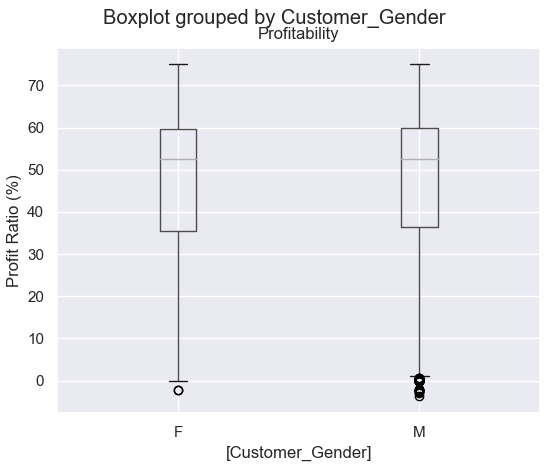 Boxplot grouped by Customer_Gender
Profitability
70
60
50
40
30
20
10
0
Profit Ratio (%)
F
M
[Customer_Gender]